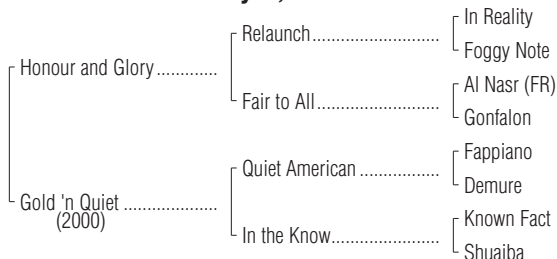 In Reality
Relaunch
Foggy Note
Honour and Glory
Al Nasr (FR)
Fair to All
Gonfalon
Fappiano
Quiet American
Demure
Gold 'n Quiet
(2000)
Known Fact
In the Know
Shuaiba